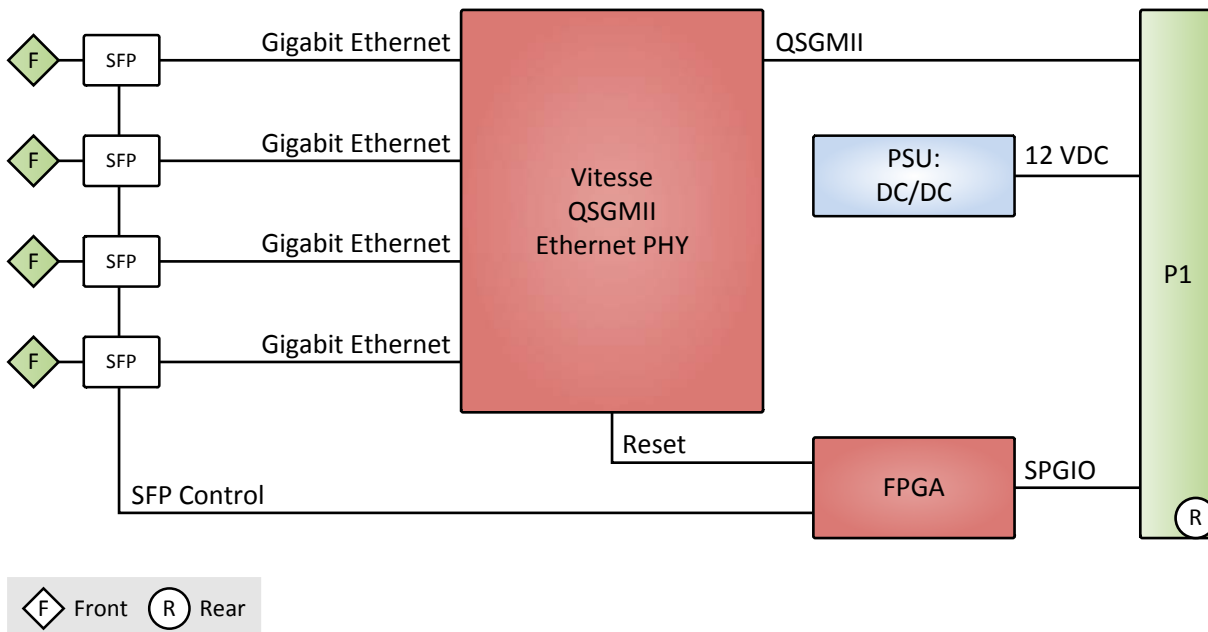 Gigabit Ethernet
QSGMII
F
SFP
Gigabit Ethernet
F
SFP
PSU:
DC/DC
12 VDC
Vitesse
QSGMII
Ethernet PHY
Gigabit Ethernet
F
SFP
P1
Gigabit Ethernet
F
SFP
Reset
FPGA
SPGIO
SFP Control
R
F Front R Rear